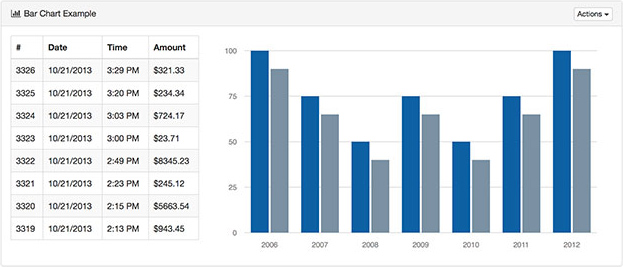 Bar Chart Example
Actions
# Date Time Amount
3326 10/21/2013 3:29 PM $321.33
3325 10/21/2013 3:20 PM $234.34
3324 10/21/2013 3:03 PM $724.17
3323 10/21/2013 3:00 PM $23.71
3322 10/21/2013 2:49 PM $8345.23
3321 10/21/2013 2:23 PM $245.12
3320 10/21/2013 2:15 PM $5663.54
3319 10/21/2013 2:13 PM $943.45
100
75
50
25
0
2006 2007 2008 2009 2010 2011 2012